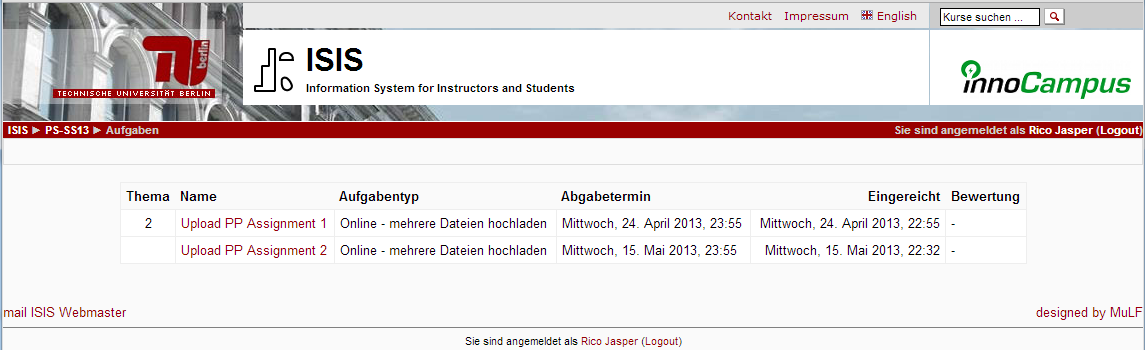 Kontakt Impressum English Kurse suchen ...
berlin
TECHNISCHE UNIVERSITÄT BERLIN
ISIS
Information System for Instructors and Students
innoCampus
ISIS ► PS-SS13 ► Aufgaben Sie sind angemeldet als Rico Jasper (Logout)
Thema Name Aufgabentyp Abgabetermin Eingereicht Bewertung
2 Upload PP Assignment 1 Online - mehrere Dateien hochladen Mittwoch, 24. April 2013, 23:55 Mittwoch, 24. April 2013, 22:55 -
Upload PP Assignment 2 Online - mehrere Dateien hochladen Mittwoch, 15. Mai 2013, 23:55 Mittwoch, 15. Mai 2013, 22:32 -
mail ISIS Webmaster designed by MuLF
Sie sind angemeldet als Rico Jasper (Logout)